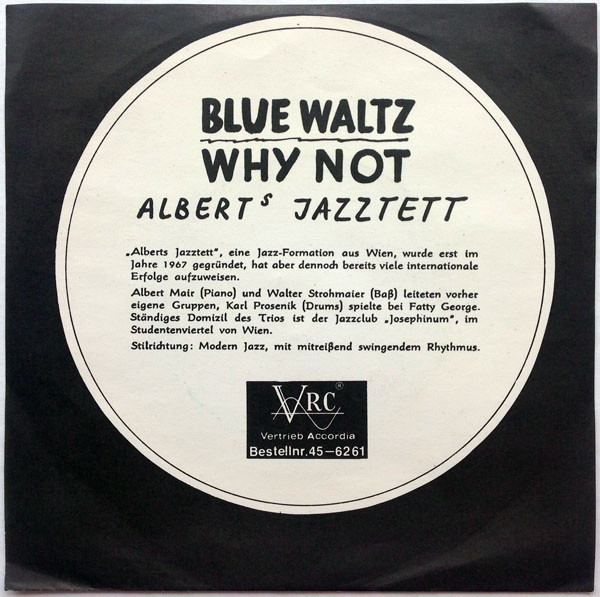 BLUE WALTZ
WHY NOT
ALBERTS JAZZTETT
„Alberts Jazztett", eine Jazz-Formation aus Wien, wurde erst im
Jahre 1967 gegründet, hat aber dennoch bereits viele internationale
Erfolge aufzuweisen.
Albert Mair (Piano) und Walter Strohmaier (Baß) leiteten vorher
eigene Gruppen, Karl Prosenik (Drums) spielte bei Fatty George.
Ständiges Domizil des Trios ist der Jazzclub „Josephinum", im
Studentenviertel von Wien.
Stilrichtung: Modern Jazz, mit mitreißend swingendem Rhythmus.
VRC®
Vertrieb Accordia
Bestellnr. 45-6261